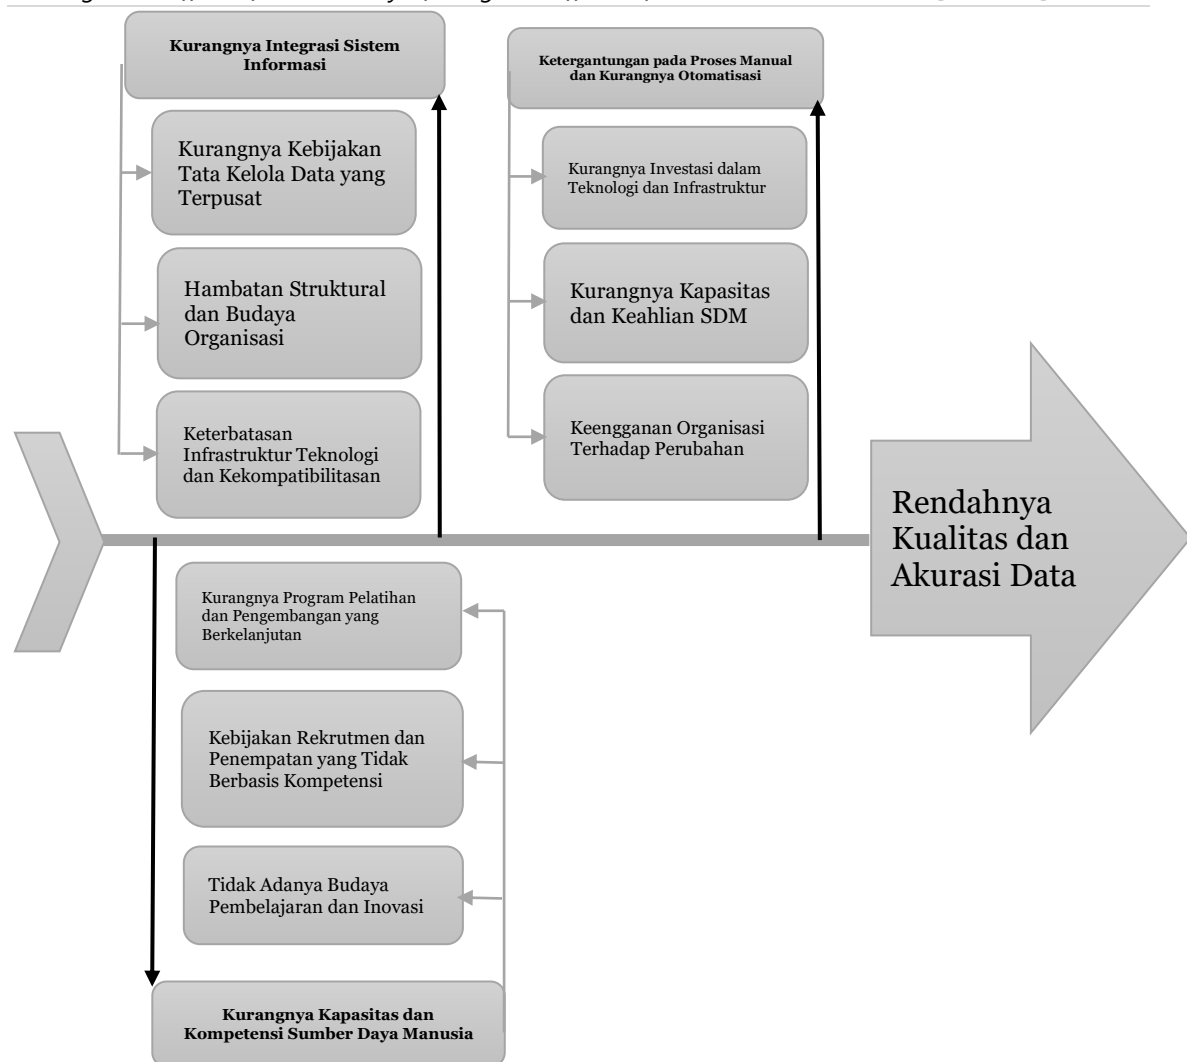 Kurangnya Integrasi Sistem
Informasi
Kurangnya Kebijakan
Tata Kelola Data yang
Terpusat
Hambatan Struktural
dan Budaya
Organisasi
Keterbatasan
Infrastruktur Teknologi
dan Kekompatibilitasan
Ketergantungan pada Proses Manual
dan Kurangnya Otomatisasi
Kurangnya Investasi dalam
Teknologi dan Infrastruktur
Kurangnya Kapasitas
dan Keahlian SDM
Keengganan Organisasi
Terhadap Perubahan
Rendahnya
Kualitas dan
Akurasi Data
Kurangnya Program Pelatihan
dan Pengembangan yang
Berkelanjutan
Kebijakan Rekrutmen dan
Penempatan yang Tidak
Berbasis Kompetensi
Tidak Adanya Budaya
Pembelajaran dan Inovasi
Kurangnya Kapasitas dan
Kompetensi Sumber Daya Manusia